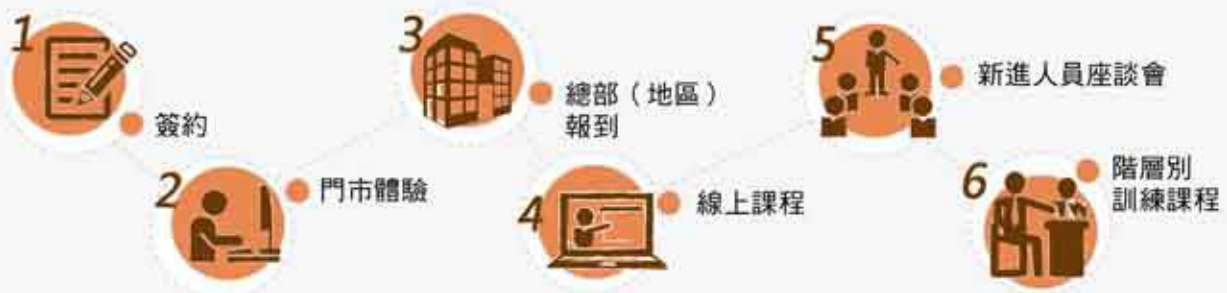 1
簽約
2
門市體驗
3
總部（地區）
報到
4
線上課程
5
新進人員座談會
6
階層別
訓練課程